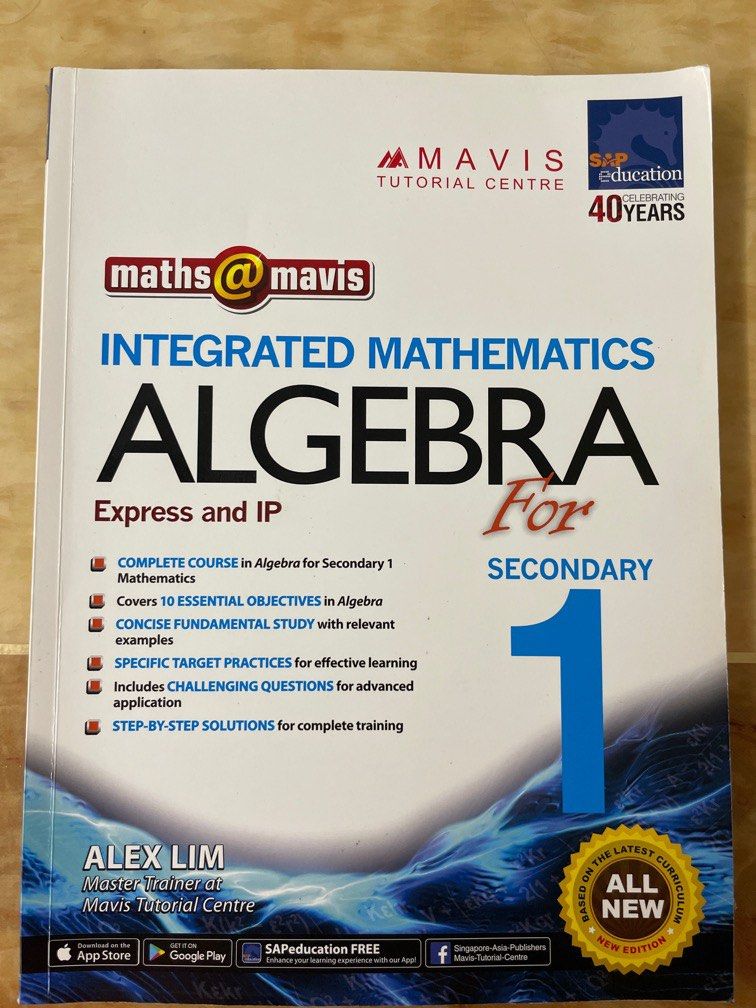 MAVIS
TUTORIAL CENTRE
SAP
education
CELEBRATING
40 YEARS
maths@mavis
INTEGRATED MATHEMATICS
ALGEBRA
For
Express and IP
SECONDARY
1
COMPLETE COURSE in Algebra for Secondary 1
Mathematics
Covers 10 ESSENTIAL OBJECTIVES in Algebra
CONCISE FUNDAMENTAL STUDY with relevant
examples
SPECIFIC TARGET PRACTICES for effective learning
Includes CHALLENGING QUESTIONS for advanced
application
STEP-BY-STEP SOLUTIONS for complete training
ALEX LIM
Master Trainer at
Mavis Tutorial Centre
BASED ON THE LATEST CURRICULUM
ALL
NEW
NEW EDITION
Download on the
App Store
GET IT ON
Google Play
SAPeducation FREE
Enhance your learning experience with our App!
Singapore-Asia-Publishers
Mavis-Tutorial-Centre